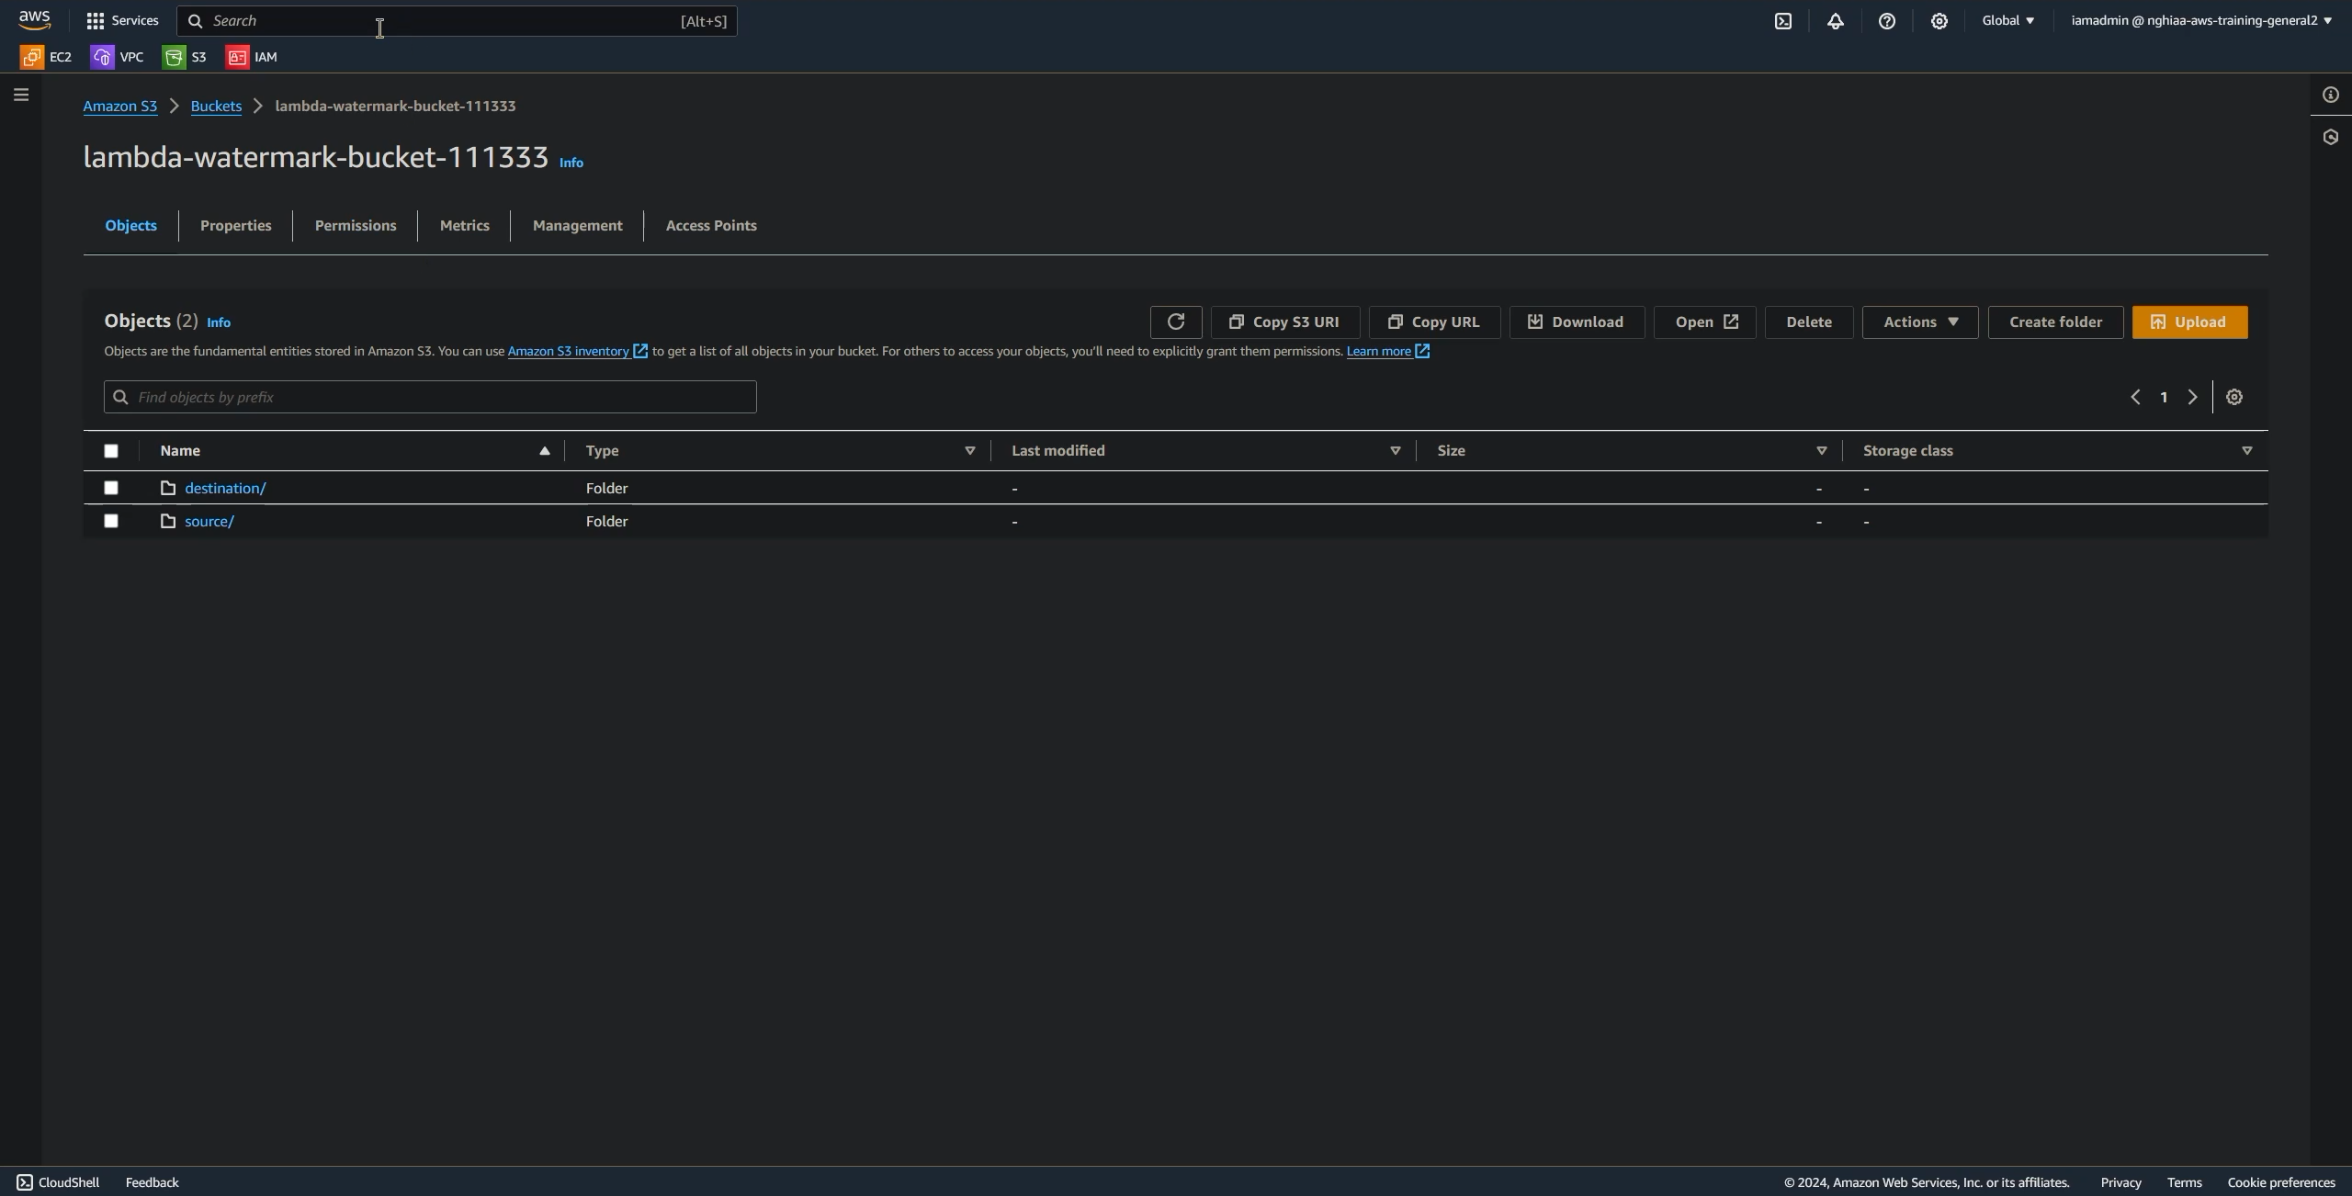 aws Services Search [Alt+S] Global ▼ iamadmin @ nghiaa-aws-training-general2 ▼
EC2 VPC S3 IAM
Amazon S3 > Buckets > lambda-watermark-bucket-111333
lambda-watermark-bucket-111333 Info
Objects Properties Permissions Metrics Management Access Points
Objects (2) Info Copy S3 URI Copy URL Download Open Delete Actions ▼ Create folder Upload
Objects are the fundamental entities stored in Amazon S3. You can use Amazon S3 inventory to get a list of all objects in your bucket. For others to access your objects, you'll need to explicitly grant them permissions. Learn more
Find objects by prefix < 1 >
Name Type Last modified Size Storage class
destination/ Folder - - -
source/ Folder - - -
CloudShell Feedback © 2024, Amazon Web Services, Inc. or its affiliates. Privacy Terms Cookie preferences